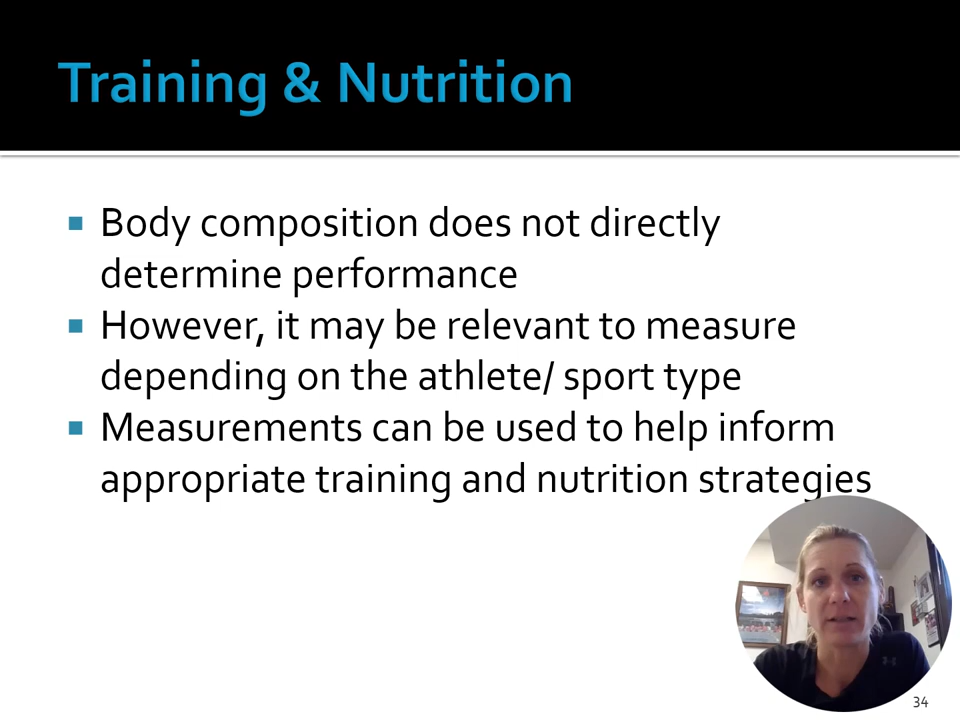 Training & Nutrition
Body composition does not directly
determine performance
However, it may be relevant to measure
depending on the athlete/ sport type
Measurements can be used to help inform
appropriate training and nutrition strategies
34